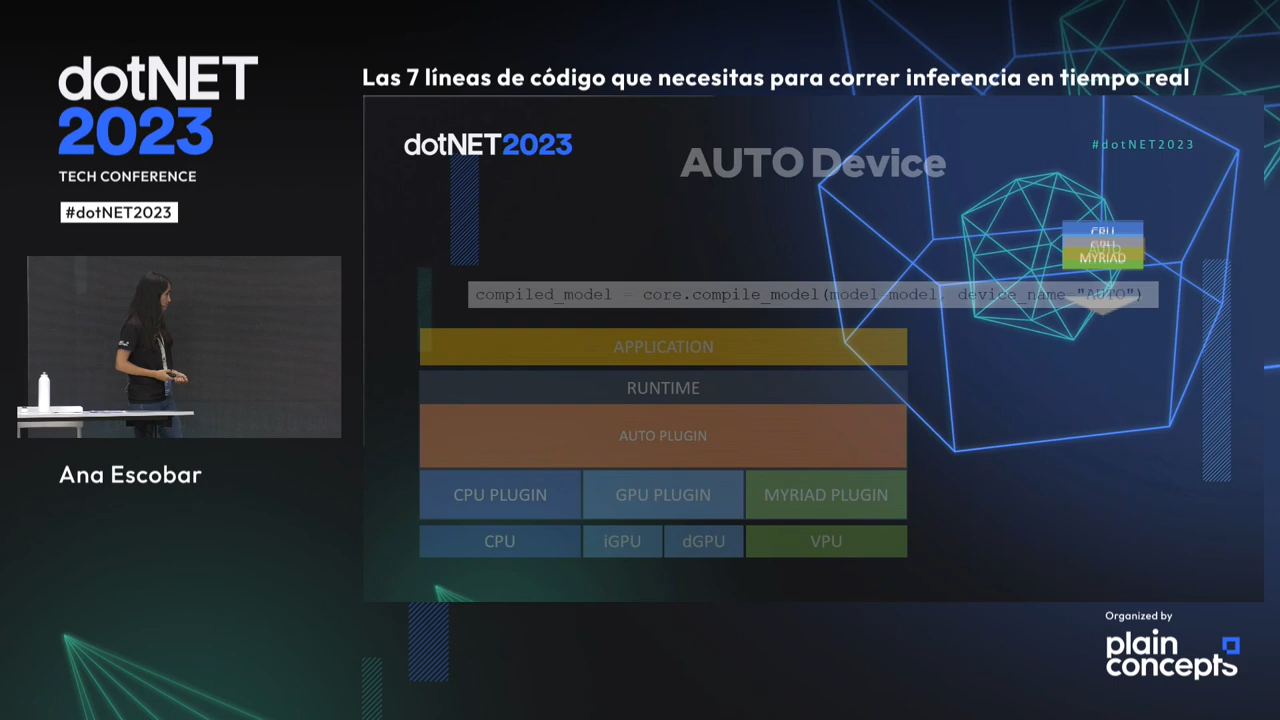 dotNET
2023
TECH CONFERENCE
#dotNET2023
Ana Escobar
Las 7 líneas de código que necesitas para correr inferencia en tiempo real
dotNET2023
AUTO Device
#dotNET2023
CPU
GPU
AUTO
MYRIAD
compiled_model = core.compile_model(model=model, device_name="AUTO")
APPLICATION
RUNTIME
AUTO PLUGIN
CPU PLUGIN
GPU PLUGIN
MYRIAD PLUGIN
CPU
iGPU
dGPU
VPU
Organized by
plain
concepts